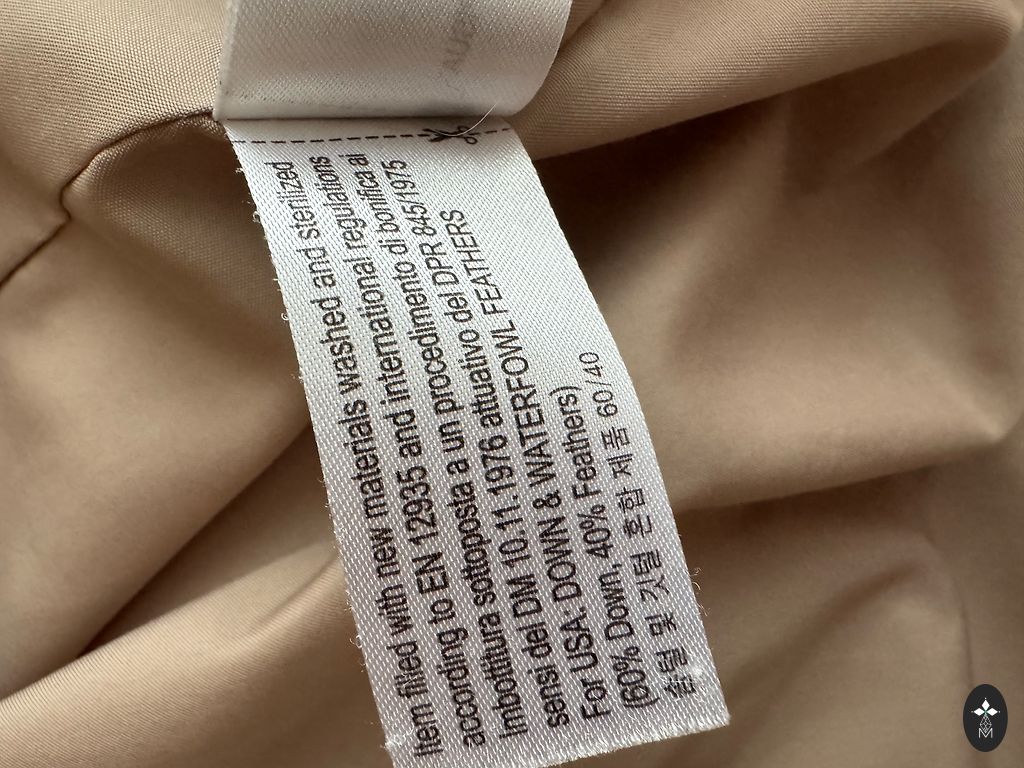 Item filled with new materials washed and sterilized
according to EN 12935 and international regulations
Imbottitura sottoposta a un procedimento di bonifica ai
sensi del DM 10.11.1976 attuativo del DPR 845/1975
For USA: DOWN & WATERFOWL FEATHERS
(60% Down, 40% Feathers)
솜털 및 깃털 혼합 제품 60/40